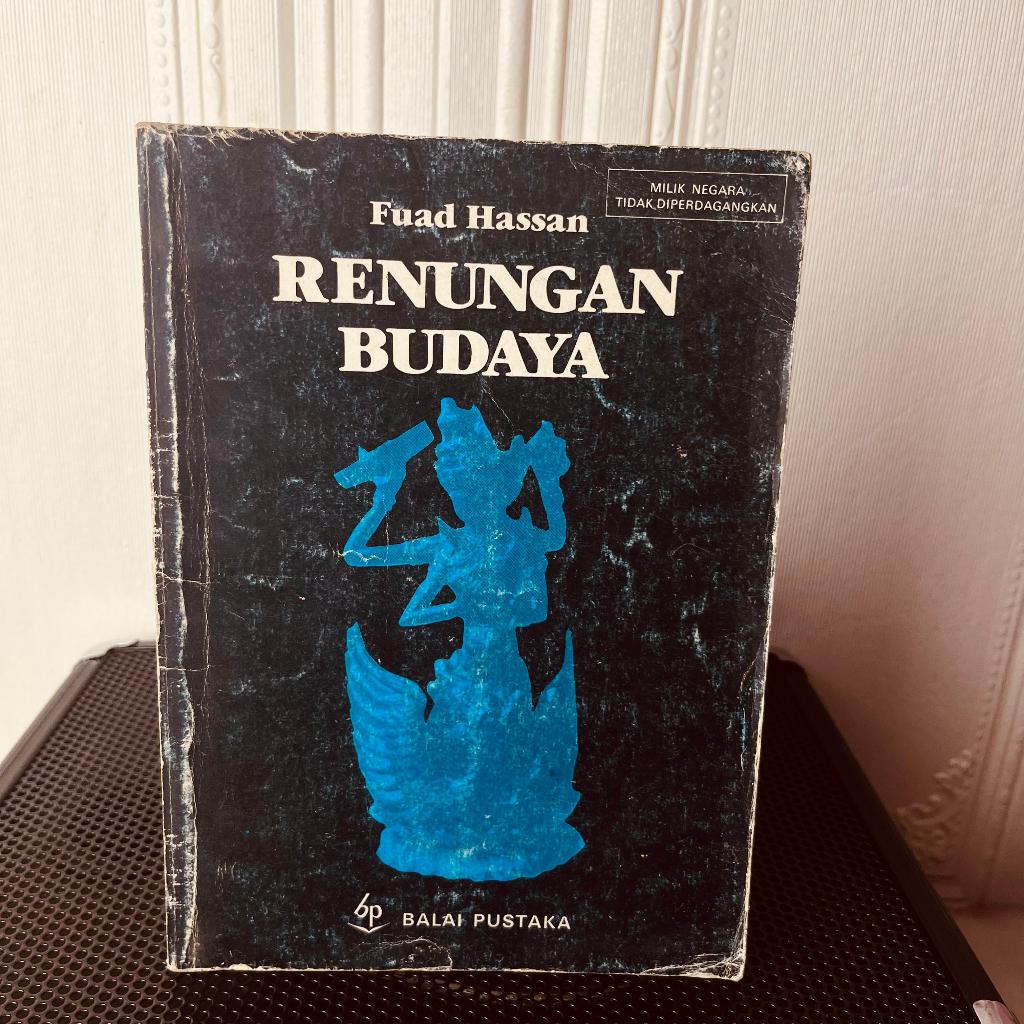 MILIK NEGARA
TIDAK DIPERDAGANGKAN
Fuad Hassan
RENUNGAN
BUDAYA
bp BALAI PUSTAKA